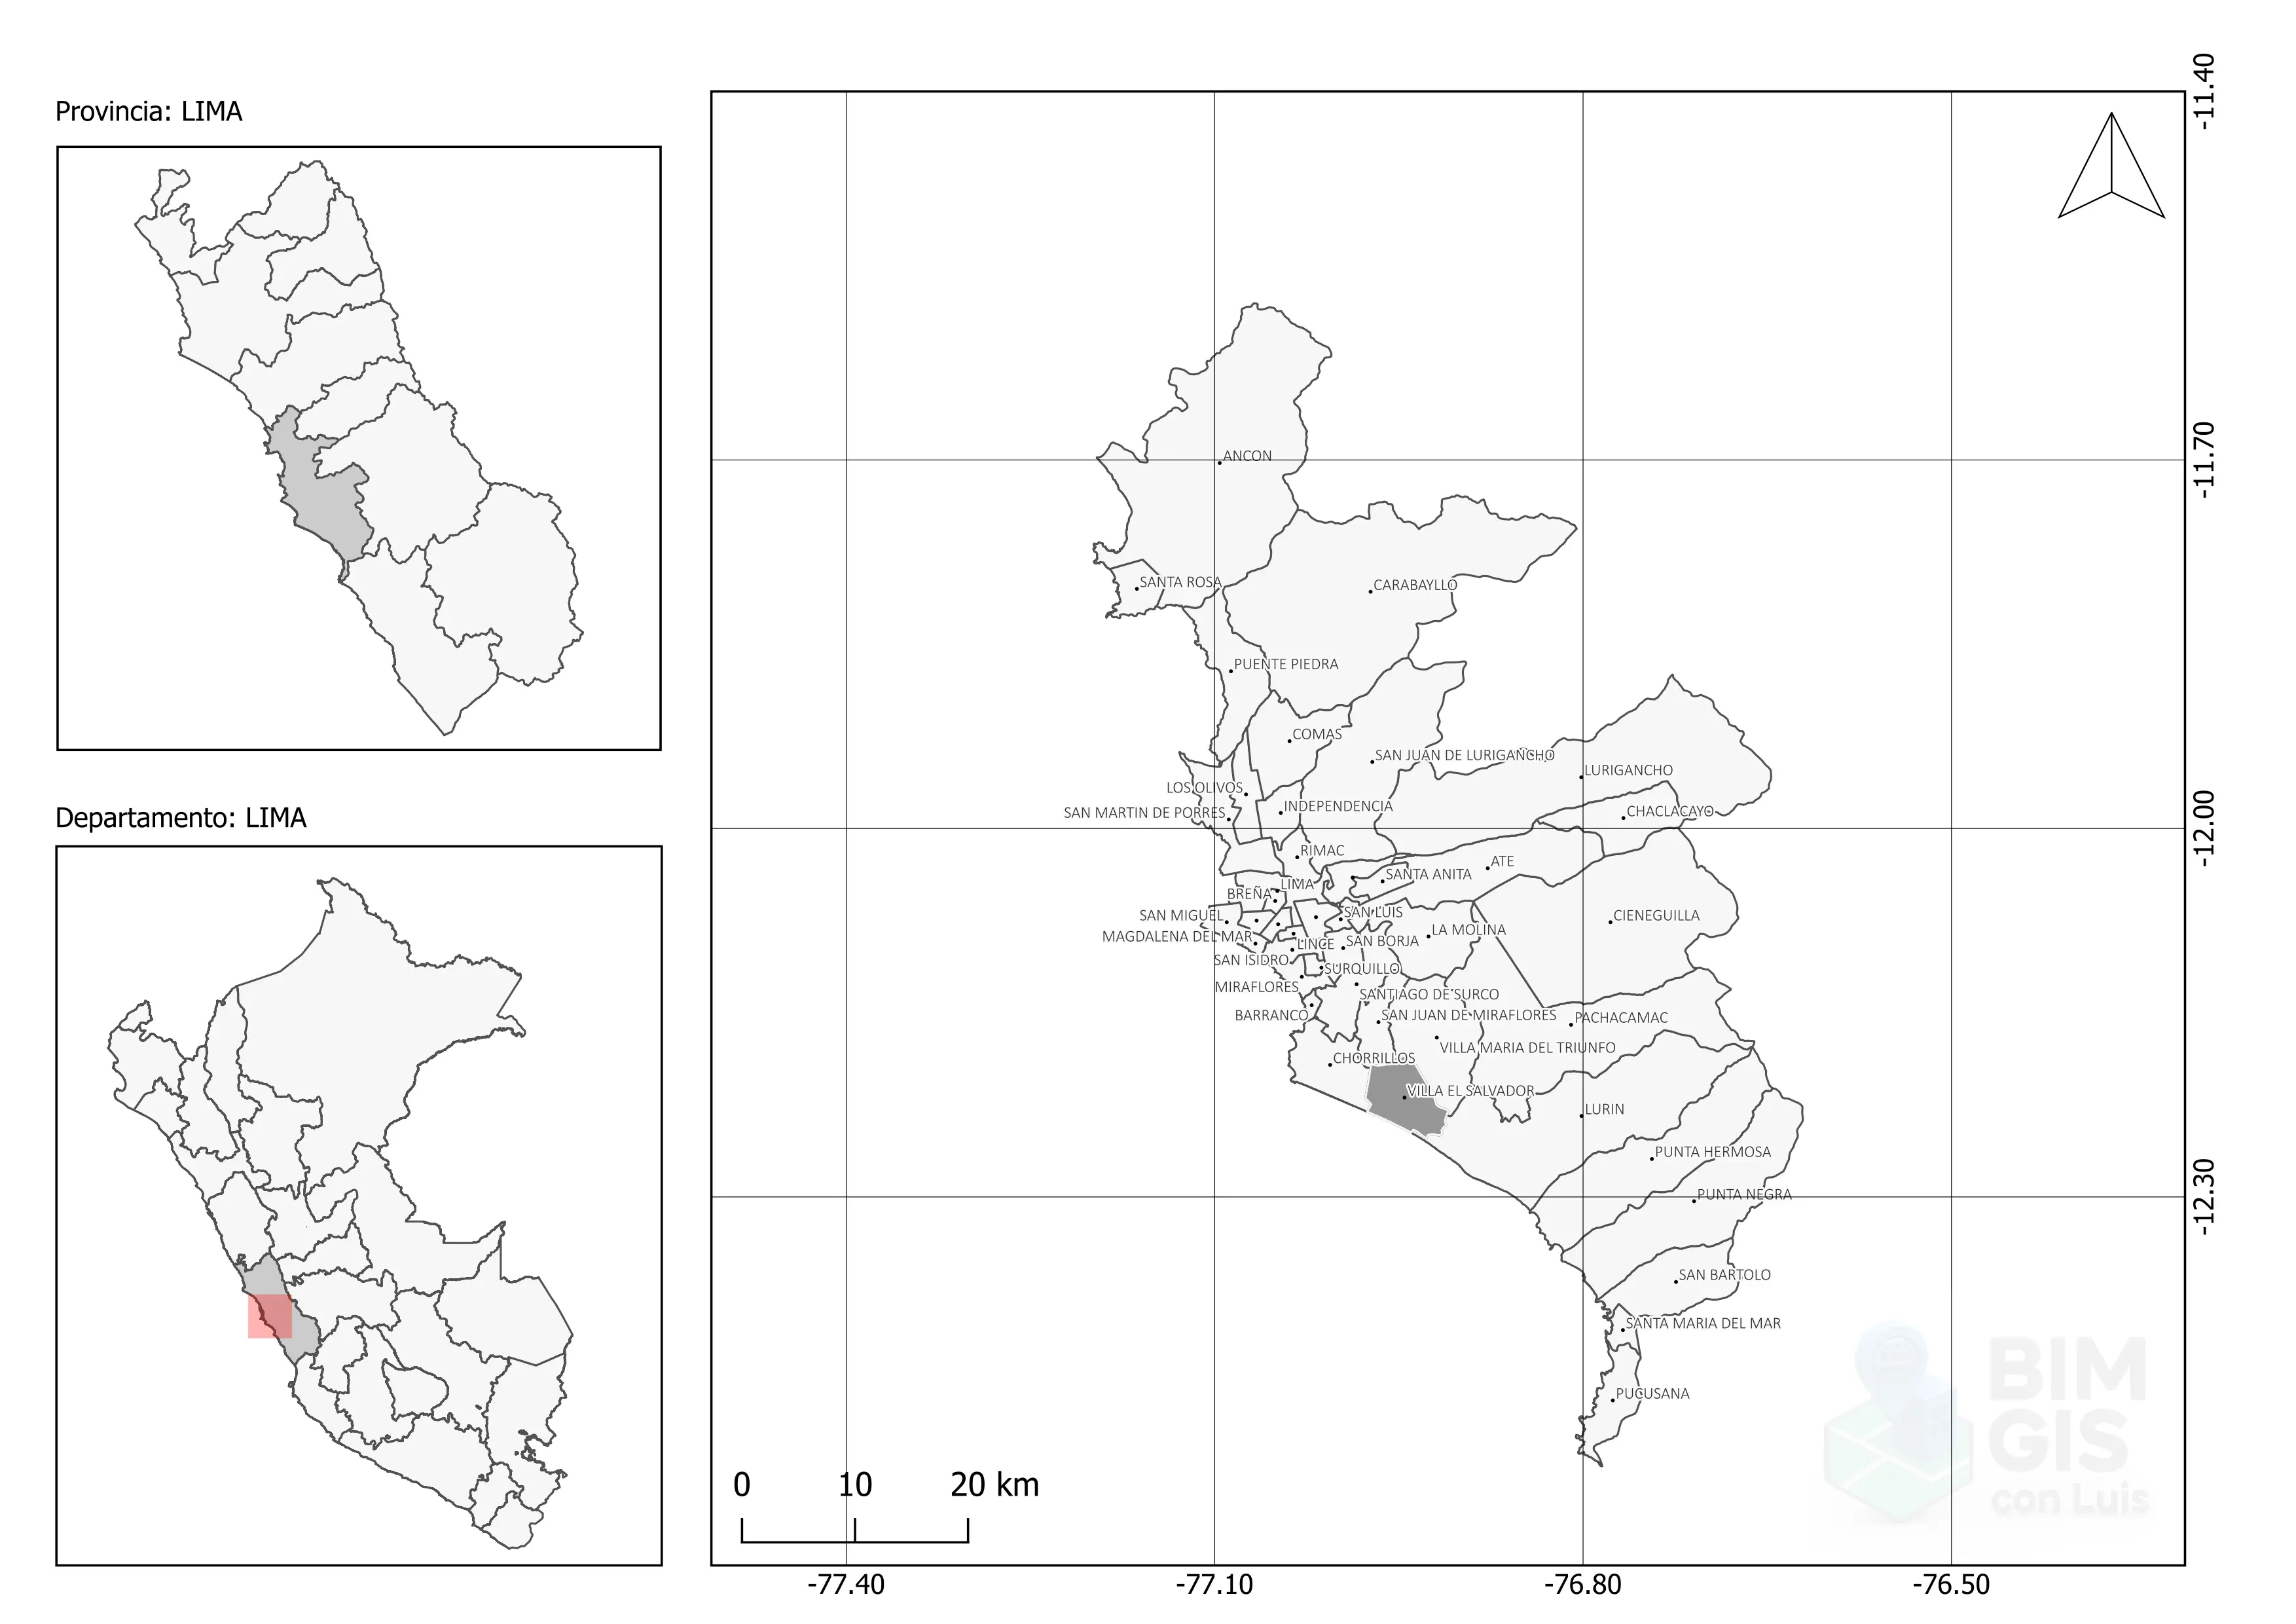 Provincia: LIMA
Departamento: LIMA
-11.40
-11.70
-12.00
-12.30
ANCON
SANTA ROSA
CARABAYLLO
PUENTE PIEDRA
COMAS
SAN JUAN DE LURIGANCHO
LURIGANCHO
LOS OLIVOS
INDEPENDENCIA
SAN MARTIN DE PORRES
CHACLACAYO
RIMAC
ATE
SANTA ANITA
LIMA
BREÑA
SAN MIGUEL
SAN LUIS
CIENEGUILLA
LA MOLINA
MAGDALENA DEL MAR
LINCE
SAN BORJA
SAN ISIDRO
SURQUILLO
MIRAFLORES
SANTIAGO DE SURCO
BARRANCO
SAN JUAN DE MIRAFLORES
PACHACAMAC
VILLA MARIA DEL TRIUNFO
CHORRILLOS
VILLA EL SALVADOR
LURIN
PUNTA HERMOSA
PUNTA NEGRA
SAN BARTOLO
SANTA MARIA DEL MAR
PUCUSANA
BIM
GIS
con Luis
0 10 20 km
-77.40 -77.10 -76.80 -76.50